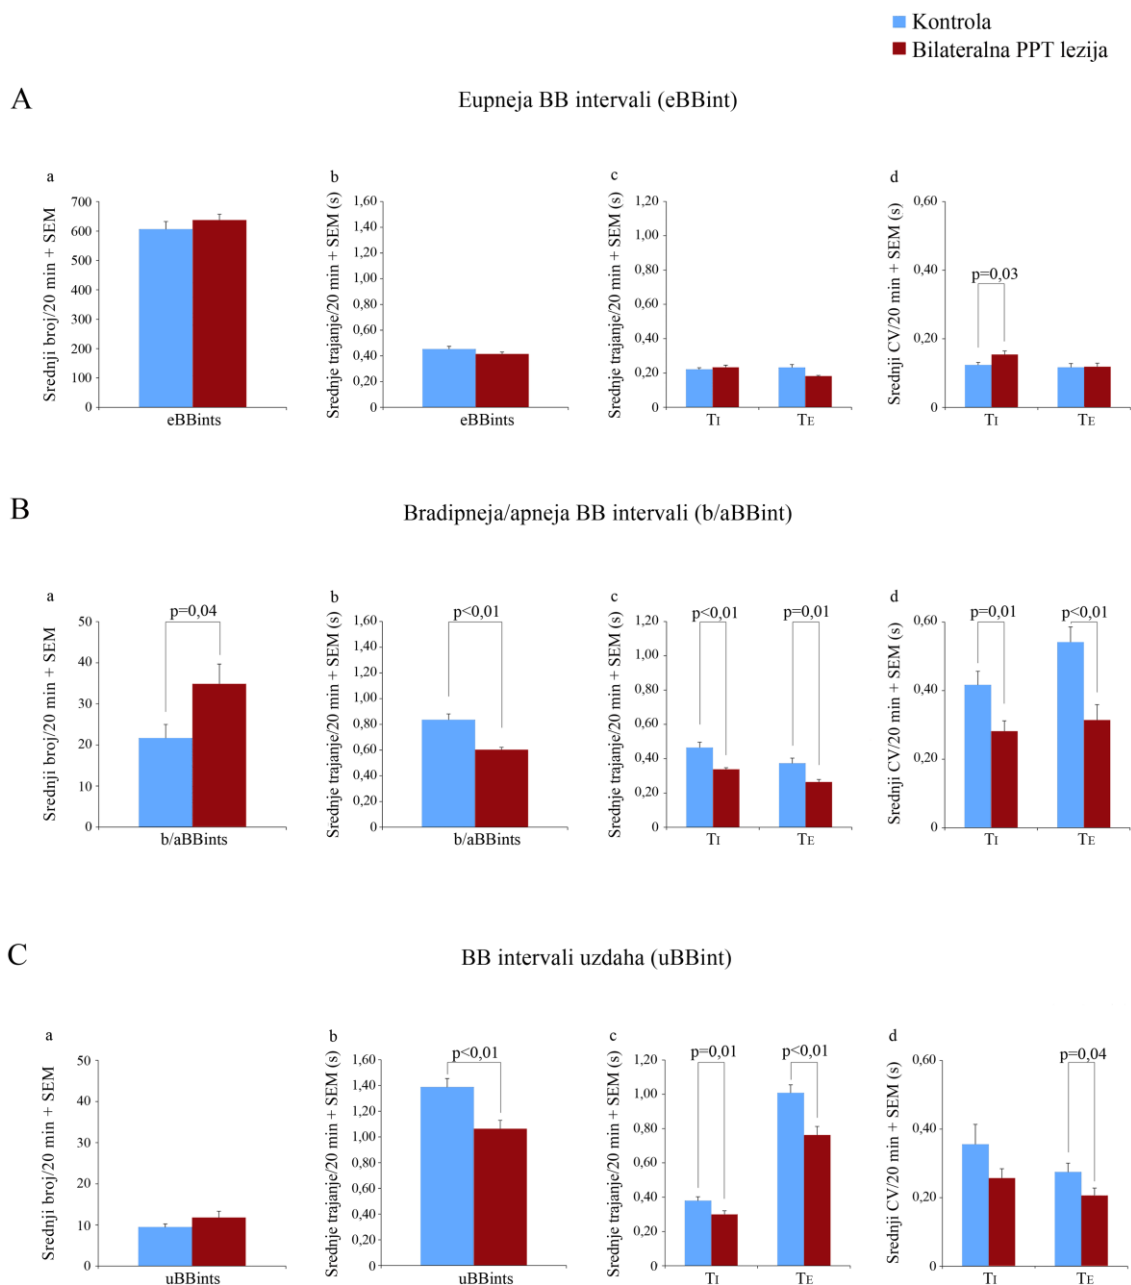 Kontrola
Bilateralna PPT lezija
A
Eupneja BB intervali (eBBint)
a
Srednji broj/20 min + SEM
700
600
500
400
300
200
100
0
eBBints
b
Srednje trajanje/20 min + SEM (s)
1,60
1,40
1,20
1,00
0,80
0,60
0,40
0,20
0
eBBints
c
Srednje trajanje/20 min + SEM (s)
1,20
1,00
0,80
0,60
0,40
0,20
0
TI
TE
d
Srednji CV/20 min + SEM (s)
0,60
0,40
0,20
0
p=0,03
TI
TE
B
Bradipneja/apneja BB intervali (b/aBBint)
a
Srednji broj/20 min + SEM
50
40
30
20
10
0
p=0,04
b/aBBints
b
Srednje trajanje/20 min + SEM (s)
1,60
1,40
1,20
1,00
0,80
0,60
0,40
0,20
0
p<0,01
b/aBBints
c
Srednje trajanje/20 min + SEM (s)
1,20
1,00
0,80
0,60
0,40
0,20
0
p<0,01
p=0,01
TI
TE
d
Srednji CV/20 min + SEM (s)
0,60
0,40
0,20
0
p=0,01
p<0,01
TI
TE
C
BB intervali uzdaha (uBBint)
a
Srednji broj/20 min + SEM
50
40
30
20
10
0
uBBints
b
Srednje trajanje/20 min + SEM (s)
1,60
1,40
1,20
1,00
0,80
0,60
0,40
0,20
0
p<0,01
uBBints
c
Srednje trajanje/20 min + SEM (s)
1,20
1,00
0,80
0,60
0,40
0,20
0
p=0,01
p<0,01
TI
TE
d
Srednji CV/20 min + SEM (s)
0,60
0,40
0,20
0
p=0,04
TI
TE